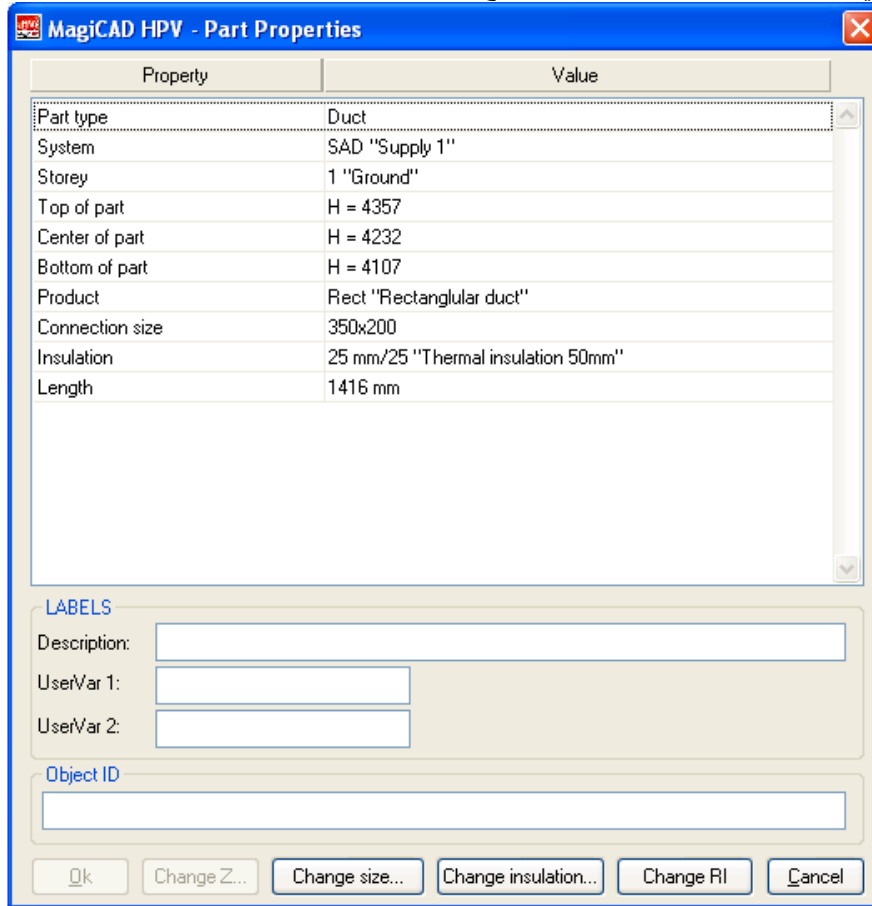 MagiCAD HPV - Part Properties
Property Value
Part type Duct
System SAD "Supply 1"
Storey 1 "Ground"
Top of part H = 4357
Center of part H = 4232
Bottom of part H = 4107
Product Rect "Rectanglular duct"
Connection size 350x200
Insulation 25 mm/25 "Thermal insulation 50mm"
Length 1416 mm
LABELS
Description:
UserVar 1:
UserVar 2:
Object ID
Ok Change Z... Change size... Change insulation... Change RI Cancel